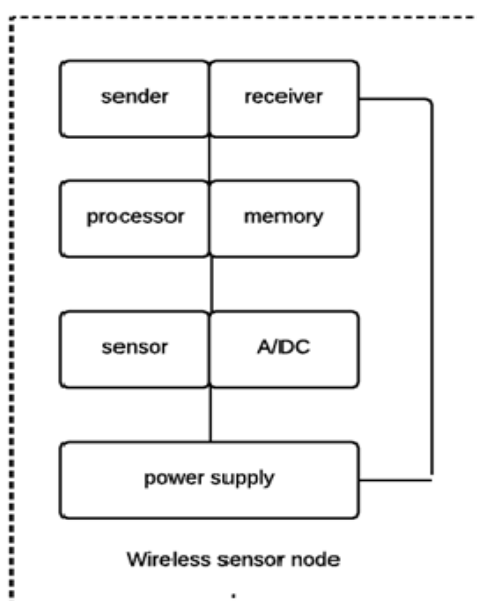 sender receiver
processor memory
sensor A/DC
power supply
Wireless sensor node